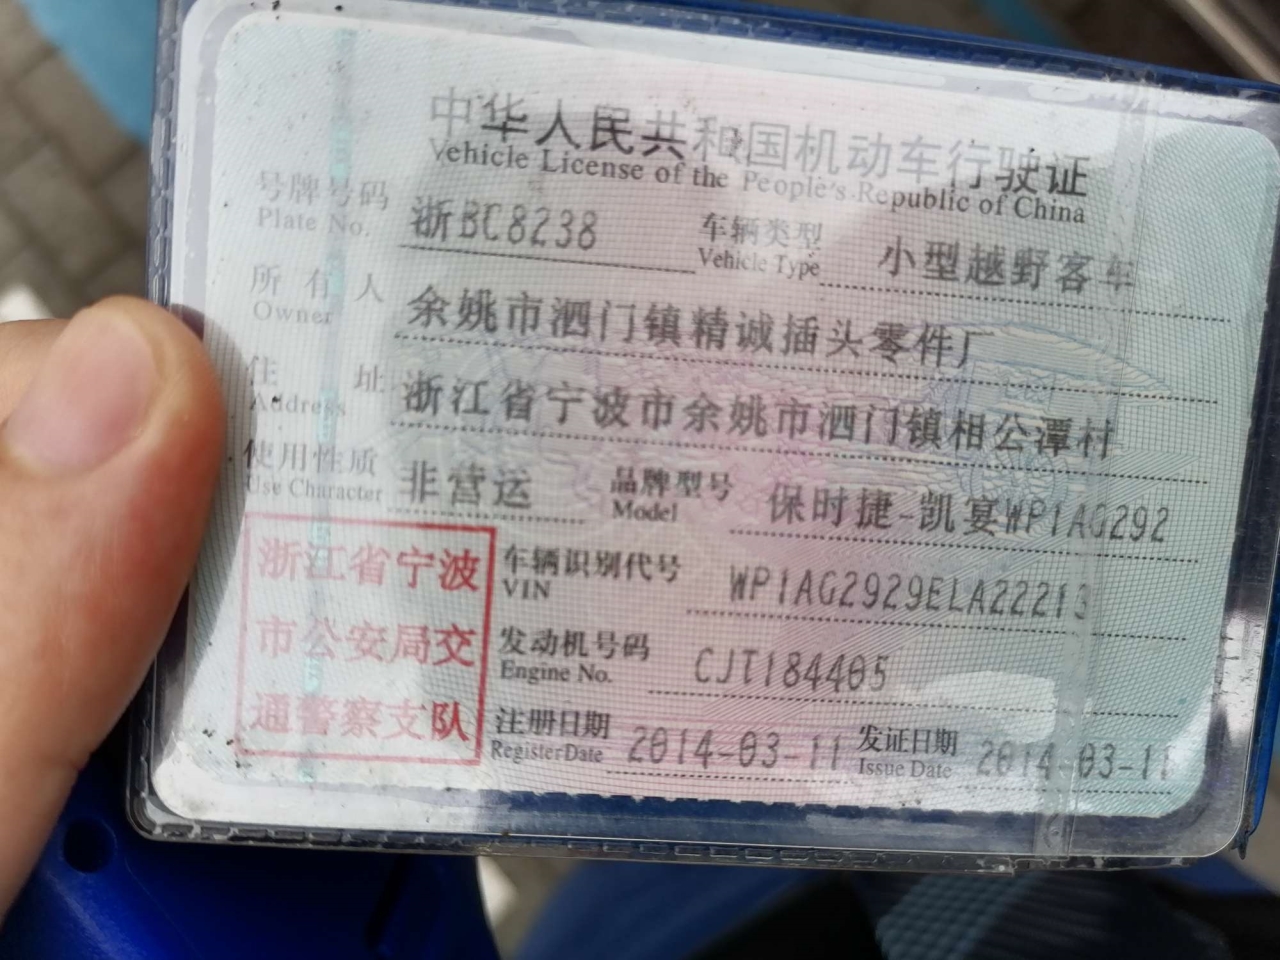 中华人民共和国机动车行驶证
Vehicle License of the People's Republic of China
号牌号码 浙BC8238 车辆类型 小型越野客车
Plate No. Vehicle Type
所有人 余姚市泗门镇精诚插头零件厂
Owner
住址 浙江省宁波市余姚市泗门镇相公潭村
Address
使用性质 非营运 品牌型号 保时捷-凯宴WP1AG292
Use Character Model
浙江省宁波
市公安局交
通警察支队
车辆识别代号 WP1AG2929ELA22213
VIN
发动机号码 CJT184405
Engine No.
注册日期 2014-03-11 发证日期 2014-03-11
Register Date Issue Date